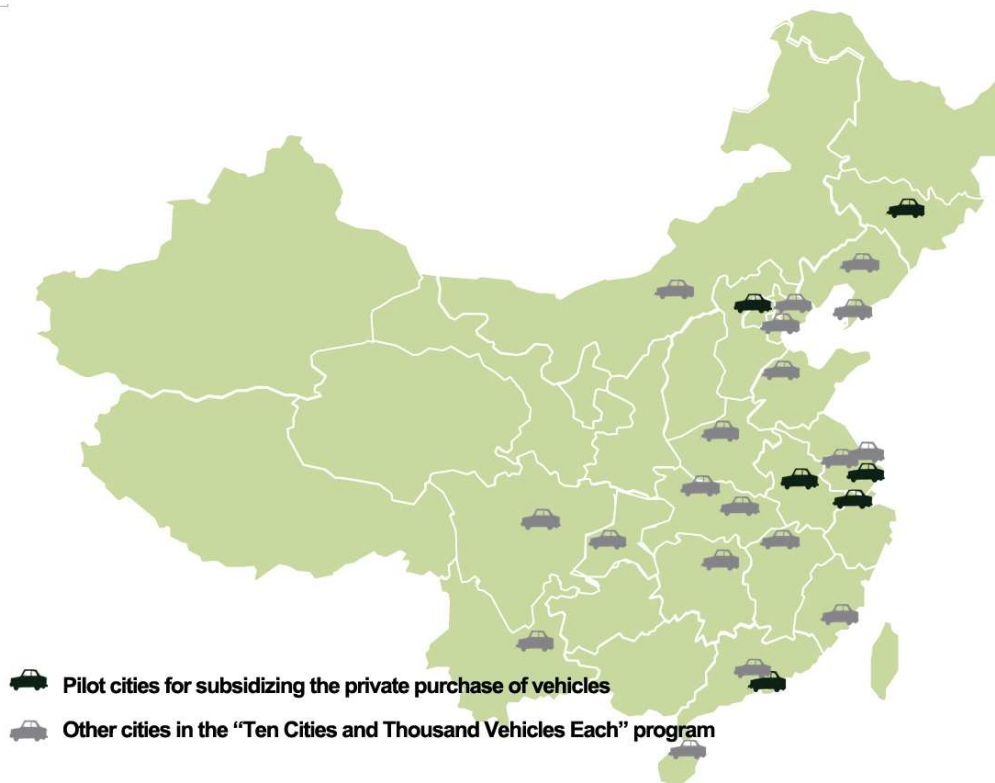 Pilot cities for subsidizing the private purchase of vehicles
Other cities in the “Ten Cities and Thousand Vehicles Each” program